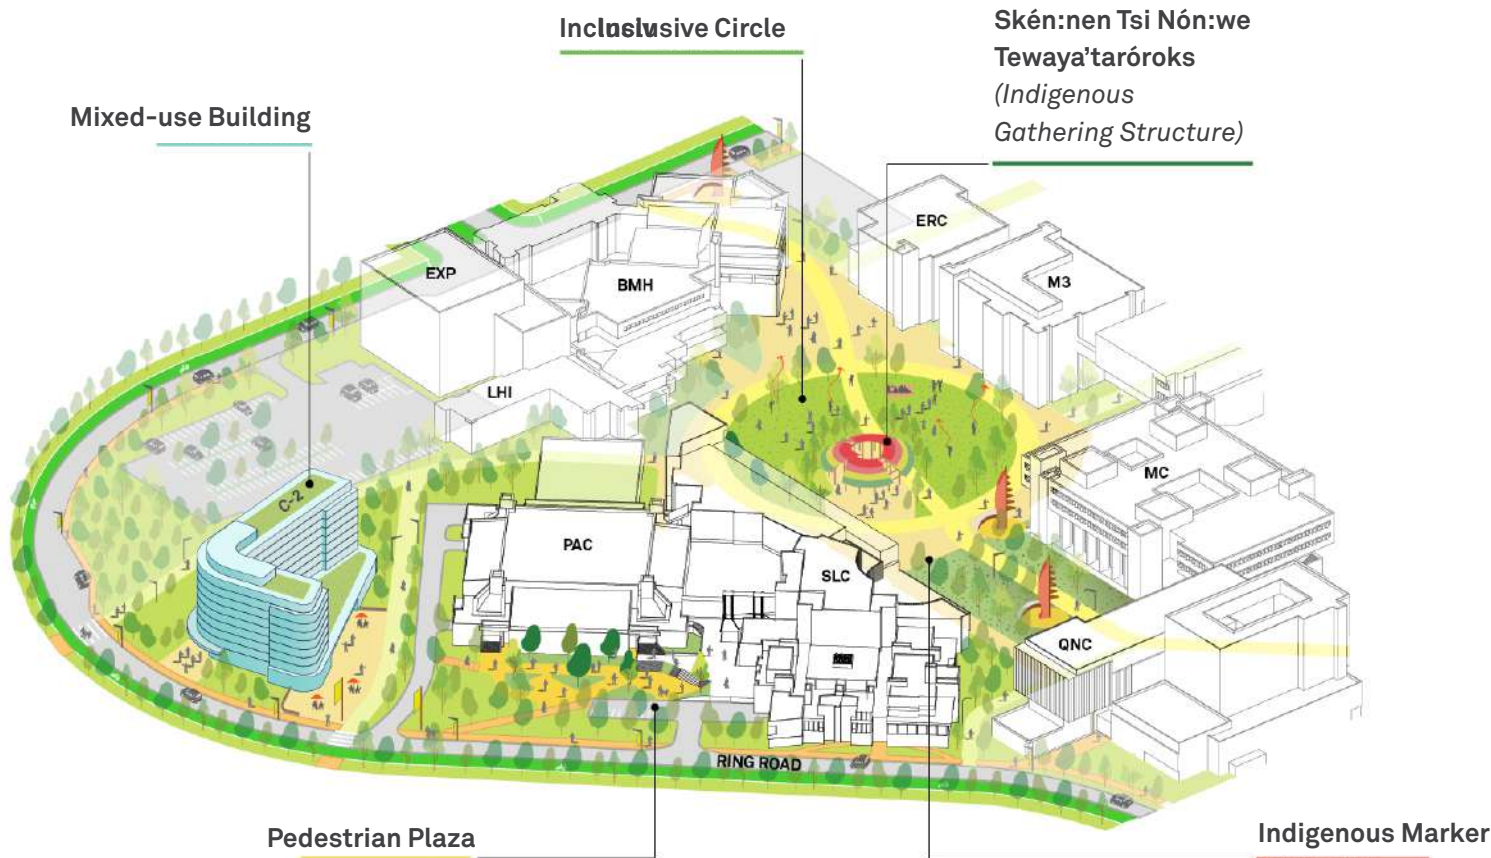 Inclusive Circle
Skén:nen Tsi Nón:we
Tewaya'taróroks
(Indigenous
Gathering Structure)
Mixed-use Building
ERC
EXP
BMH
M3
LHI
MC
C-2
PAC
SLC
QNC
RING ROAD
Pedestrian Plaza
Indigenous Marker